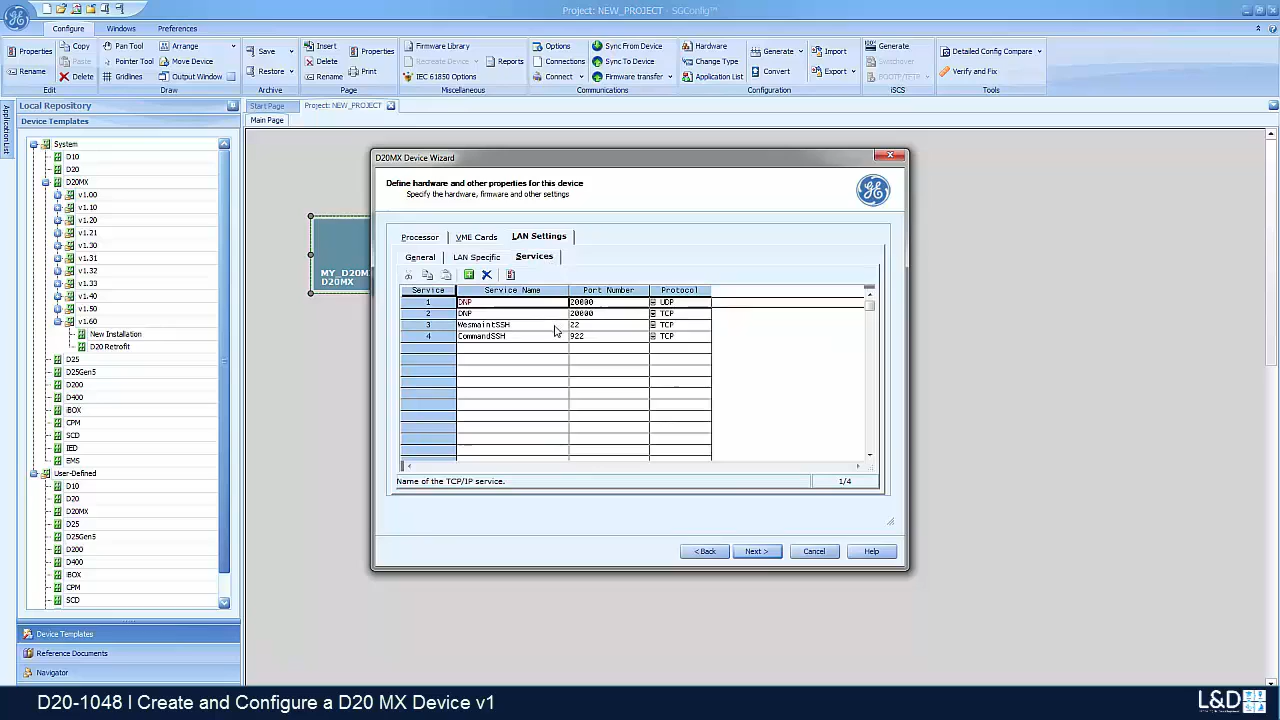 Project: NEW_PROJECT - SGConfig™
Configure
Windows
Preferences
Properties
Rename
Copy
Paste
Delete
Edit
Pan Tool
Pointer Tool
Gridlines
Arrange
Move Device
Output Window
Draw
Save
Restore
Archive
Insert
Delete
Rename
Properties
Print
Page
Firmware Library
Recreate Device
IEC 61850 Options
Reports
Miscellaneous
Options
Connections
Connect
Sync From Device
Sync To Device
Firmware transfer
Communications
Hardware
Change Type
Application List
Generate
Convert
Import
Export
Configuration
Generate
Switchover
BOOTP/TFTP
iSCS
Detailed Config Compare
Verify and Fix
Tools
Application List
Local Repository
Device Templates
System
D10
D20
D20MX
v1.00
v1.10
v1.20
v1.21
v1.30
v1.31
v1.32
v1.33
v1.40
v1.50
v1.60
New Installation
D20 Retrofit
D25
D25Gen5
D200
D400
iBOX
CPM
SCD
IED
EMS
User-Defined
D10
D20
D20MX
D25
D25Gen5
D200
D400
iBOX
CPM
SCD
Device Templates
Reference Documents
Navigator
Start Page
Project: NEW_PROJECT
Main Page
MY_D20M
D20MX
D20MX Device Wizard
Define hardware and other properties for this device
Specify the hardware, firmware and other settings
Processor
VME Cards
LAN Settings
General
LAN Specific
Services
Service Service Name Port Number Protocol
1 DNP 20000 UDP
2 DNP 20000 TCP
3 WesmaintSSH 22 TCP
4 CommandSSH 922 TCP
Name of the TCP/IP service.
1/4
< Back
Next >
Cancel
Help
D20-1048 | Create and Configure a D20 MX Device v1
L&D